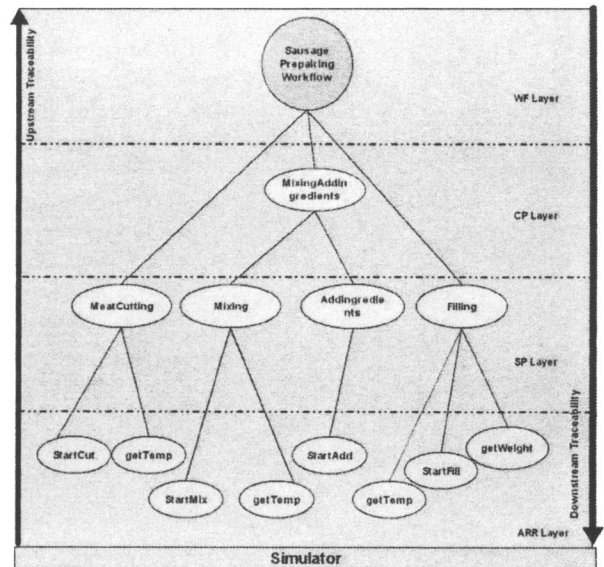 Upstream Traceability
Sausage
Prepairing
Workflow
WF Layer
MixingAddin
gredients
CP Layer
MeatCutting
Mixing
Addingredie
nts
Filling
SP Layer
StartCut
getTemp
StartMix
getTemp
StartAdd
getTemp
StartFill
getWeight
Downstream Traceability
ARR Layer
Simulator